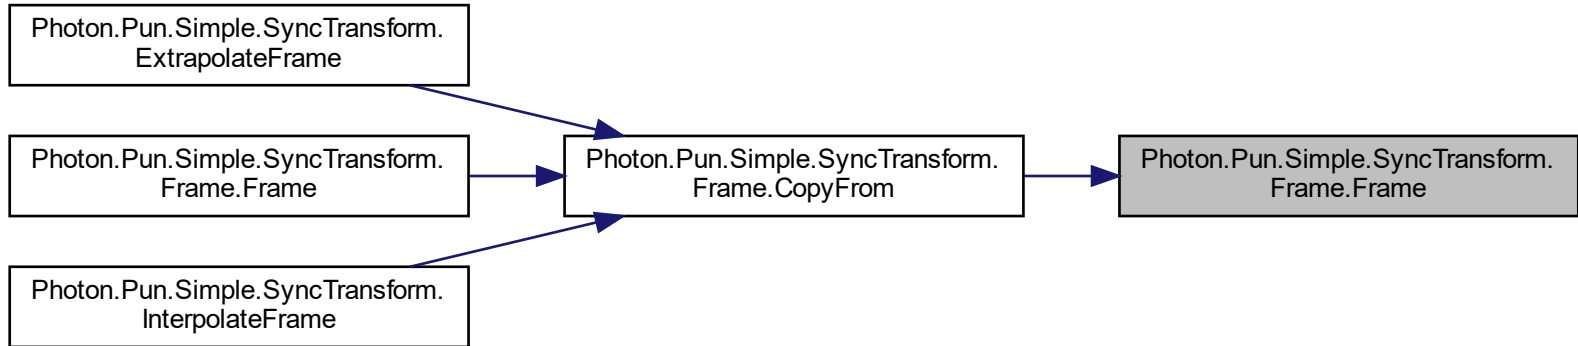 Photon.Pun.Simple.SyncTransform.
ExtrapolateFrame
Photon.Pun.Simple.SyncTransform.
Frame.Frame
Photon.Pun.Simple.SyncTransform.
InterpolateFrame
Photon.Pun.Simple.SyncTransform.
Frame.CopyFrom
Photon.Pun.Simple.SyncTransform.
Frame.Frame